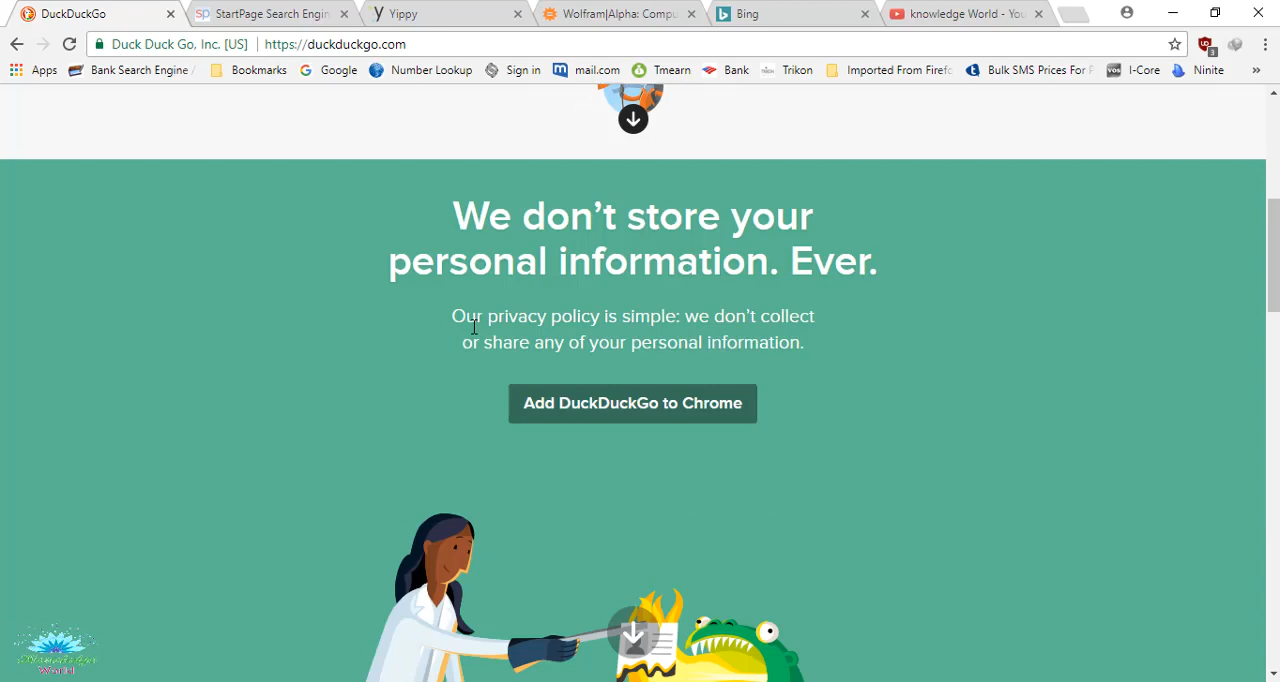 DuckDuckGo
StartPage Search Engin
Yippy
Wolfram|Alpha: Compu
Bing
knowledge World - You
Duck Duck Go, Inc. [US]
https://duckduckgo.com
Apps
Bank Search Engine
Bookmarks
Google
Number Lookup
Sign in
mail.com
Tmearn
Bank
Trikon
Imported From Firefo
Bulk SMS Prices For
I-Core
Ninite
We don't store your
personal information. Ever.
Our privacy policy is simple: we don't collect
or share any of your personal information.
Add DuckDuckGo to Chrome
World